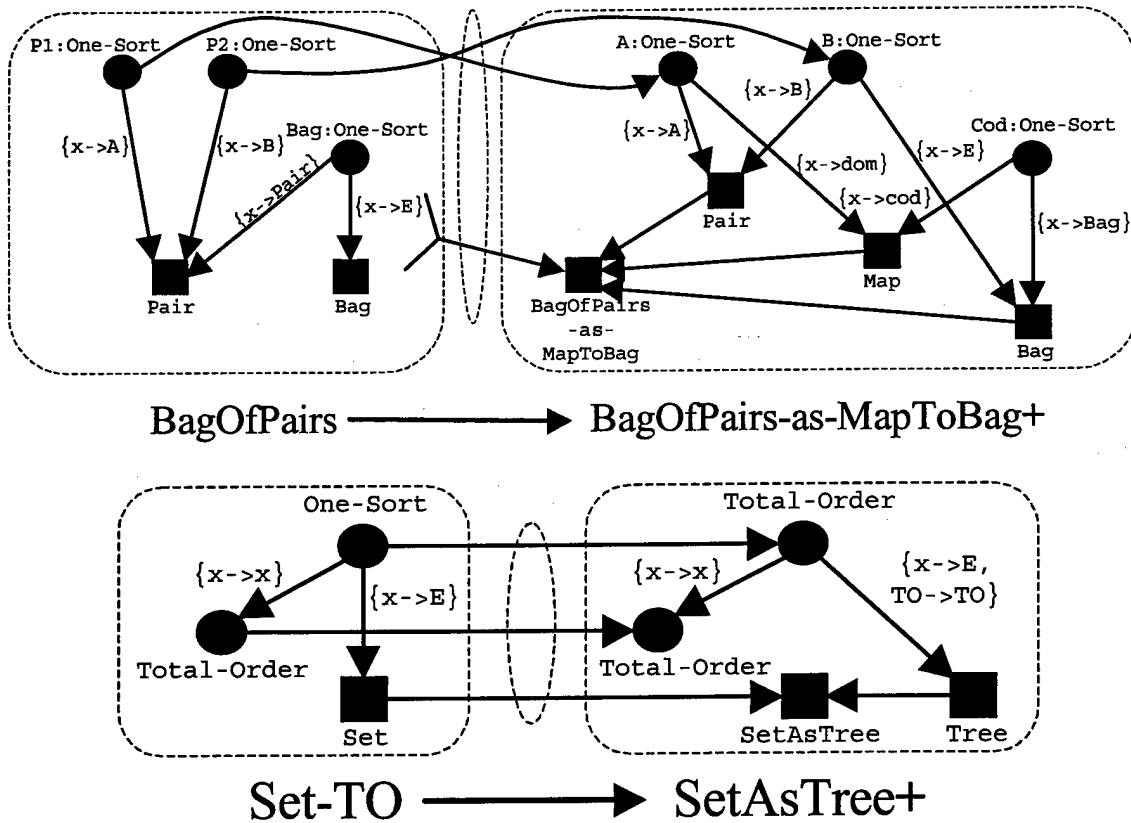 P1:One-Sort
P2:One-Sort
A:One-Sort
B:One-Sort
{x->A}
{x->B}
Bag:One-Sort
{x->Pair}
{x->E}
Pair
Bag
{x->A}
{x->B}
{x->dom}
{x->cod}
{x->E}
Cod:One-Sort
{x->Bag}
Pair
Map
Bag
BagOfPairs
-as-
MapToBag
BagOfPairs
BagOfPairs-as-MapToBag+
One-Sort
{x->x}
{x->E}
Total-Order
Set
Total-Order
{x->x}
{x->E,
TO->TO}
Total-Order
SetAsTree
Tree
Set-TO
SetAsTree+